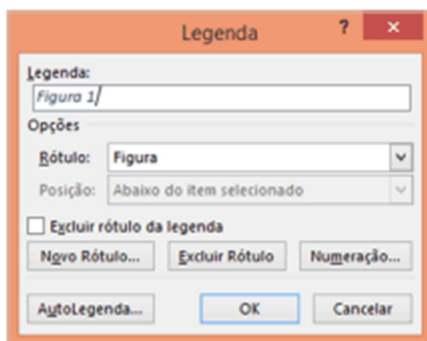 Legenda ? ×
Legenda:
Figura 1
Opções
Rótulo: Figura
Posição: Abaixo do item selecionado
Excluir rótulo da legenda
Novo Rótulo... Excluir Rótulo Numeração...
AutoLegenda... OK Cancelar